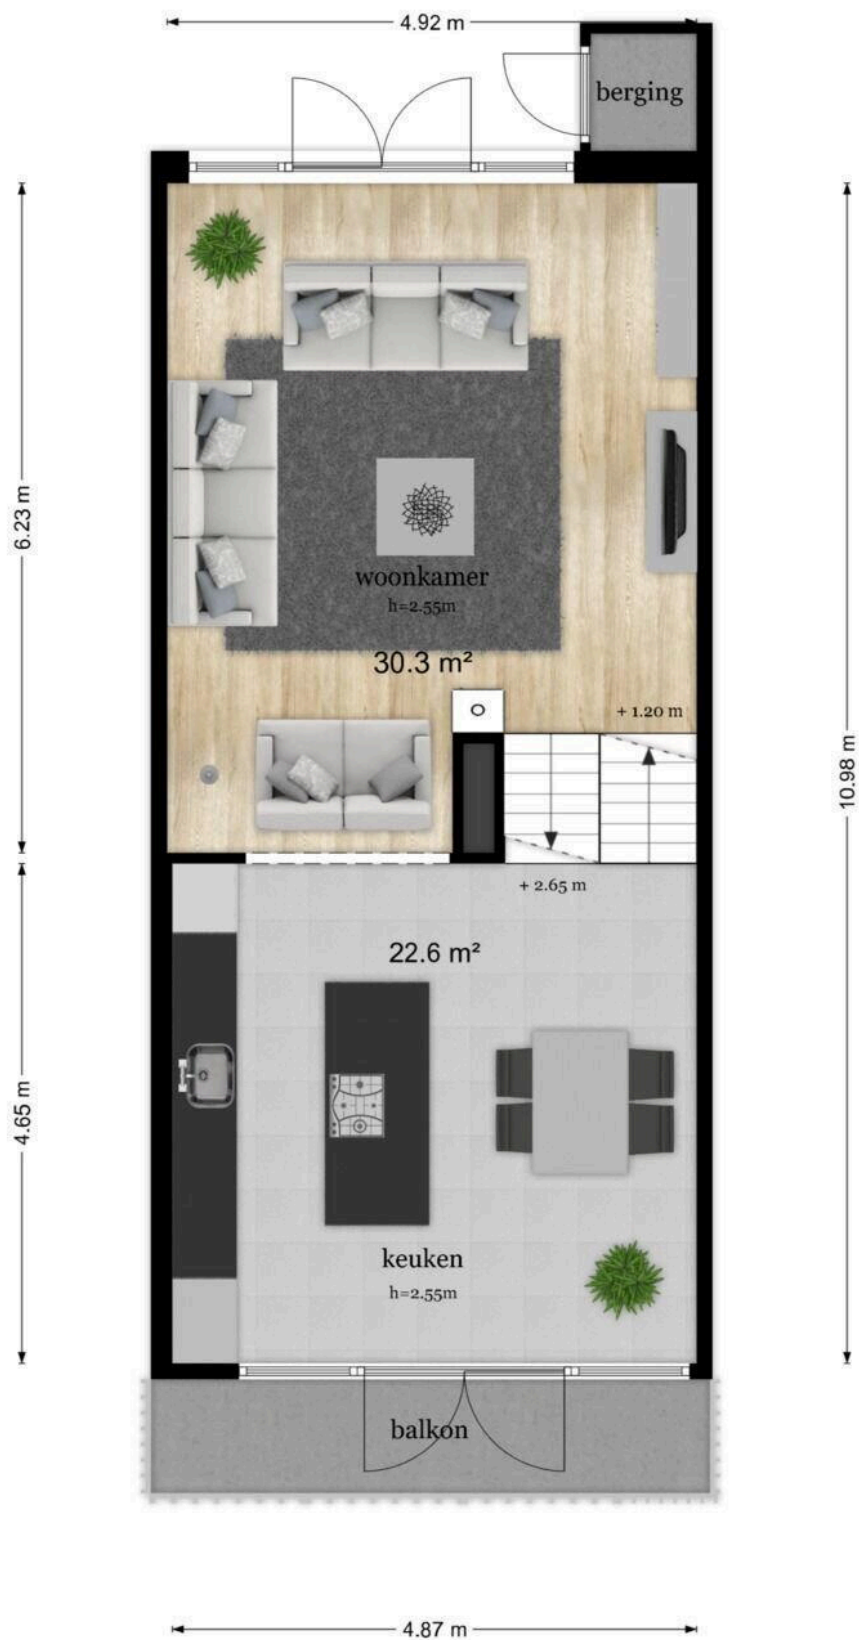 4.92 m
berging
6.23 m
10.98 m
woonkamer
h=2.55m
30.3 m²
+ 1.20 m
+ 2.65 m
22.6 m²
4.65 m
keuken
h=2.55m
balkon
4.87 m